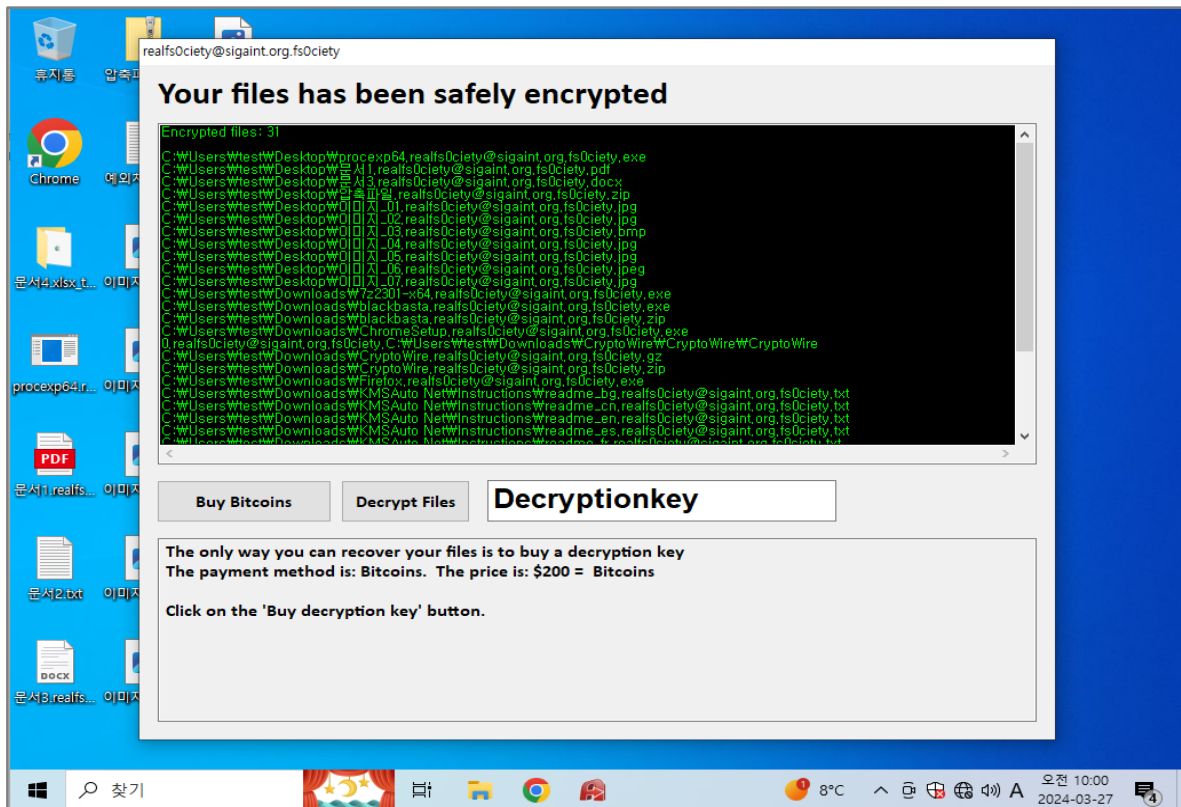 휴지통
Chrome
문서4.xlsx_t...
procexp64.r...
PDF
문서1.realfs...
문서2.txt
DOCX
문서3.realfs...
realfs0ciety@sigaint.org.fs0ciety
Your files has been safely encrypted
Encrypted files: 31
C:₩Users₩test₩Desktop₩procexp64.realfs0ciety@sigaint.org.fs0ciety.exe
C:₩Users₩test₩Desktop₩문서1.realfs0ciety@sigaint.org.fs0ciety.pdf
C:₩Users₩test₩Desktop₩문서3.realfs0ciety@sigaint.org.fs0ciety.docx
C:₩Users₩test₩Desktop₩압축파일.realfs0ciety@sigaint.org.fs0ciety.zip
C:₩Users₩test₩Desktop₩이미지_01.realfs0ciety@sigaint.org.fs0ciety.jpg
C:₩Users₩test₩Desktop₩이미지_02.realfs0ciety@sigaint.org.fs0ciety.jpg
C:₩Users₩test₩Desktop₩이미지_03.realfs0ciety@sigaint.org.fs0ciety.bmp
C:₩Users₩test₩Desktop₩이미지_04.realfs0ciety@sigaint.org.fs0ciety.jpg
C:₩Users₩test₩Desktop₩이미지_05.realfs0ciety@sigaint.org.fs0ciety.jpg
C:₩Users₩test₩Desktop₩이미지_06.realfs0ciety@sigaint.org.fs0ciety.jpeg
C:₩Users₩test₩Desktop₩이미지_07.realfs0ciety@sigaint.org.fs0ciety.jpg
C:₩Users₩test₩Downloads₩7z2301-x64.realfs0ciety@sigaint.org.fs0ciety.exe
C:₩Users₩test₩Downloads₩blackbasta.realfs0ciety@sigaint.org.fs0ciety.exe
C:₩Users₩test₩Downloads₩blackbasta.realfs0ciety@sigaint.org.fs0ciety.zip
C:₩Users₩test₩Downloads₩ChromeSetup.realfs0ciety@sigaint.org.fs0ciety.exe
0.realfs0ciety@sigaint.org.fs0ciety.C:₩Users₩test₩Downloads₩CryptoWire₩CryptoWire₩CryptoWire
C:₩Users₩test₩Downloads₩CryptoWire.realfs0ciety@sigaint.org.fs0ciety.gz
C:₩Users₩test₩Downloads₩CryptoWire.realfs0ciety@sigaint.org.fs0ciety.zip
C:₩Users₩test₩Downloads₩Firefox.realfs0ciety@sigaint.org.fs0ciety.exe
C:₩Users₩test₩Downloads₩KMSAuto Net₩Instructions₩readme_bg.realfs0ciety@sigaint.org.fs0ciety.txt
C:₩Users₩test₩Downloads₩KMSAuto Net₩Instructions₩readme_cn.realfs0ciety@sigaint.org.fs0ciety.txt
C:₩Users₩test₩Downloads₩KMSAuto Net₩Instructions₩readme_en.realfs0ciety@sigaint.org.fs0ciety.txt
C:₩Users₩test₩Downloads₩KMSAuto Net₩Instructions₩readme_es.realfs0ciety@sigaint.org.fs0ciety.txt
C:₩Users₩test₩Downloads₩KMSAuto Net₩Instructions₩readme_fr.realfs0ciety@sigaint.org.fs0ciety.txt
Buy Bitcoins
Decrypt Files
Decryptionkey
The only way you can recover your files is to buy a decryption key
The payment method is: Bitcoins. The price is: $200 = Bitcoins
Click on the 'Buy decryption key' button.
찾기
1
8°C
A
오전 10:00
2024-03-27
4